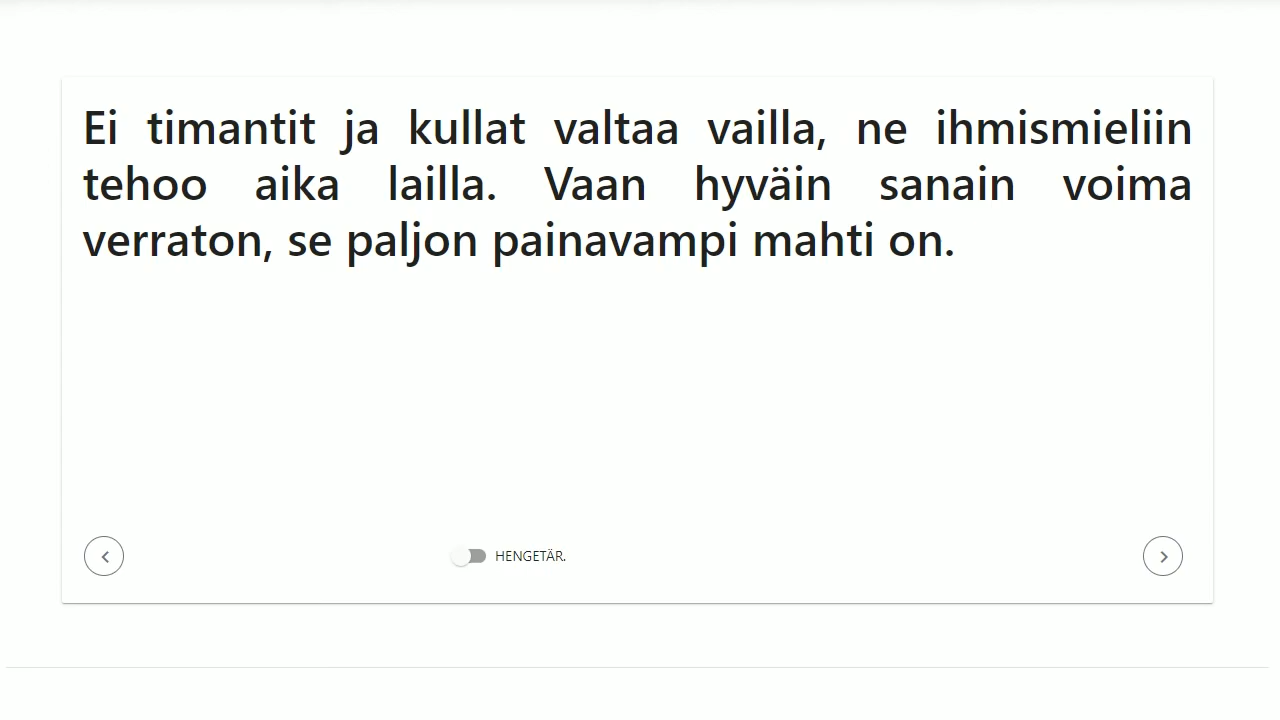 Ei timantit ja kullat valtaa vailla, ne ihmismieliin
tehoo aika lailla. Vaan hyväin sanain voima
verraton, se paljon painavampi mahti on.
HENGETÄR.